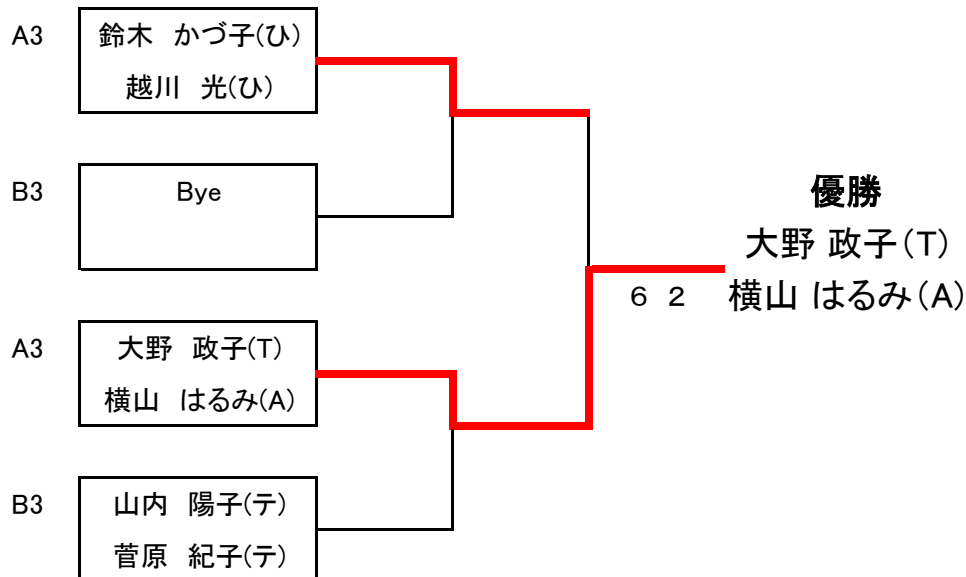 A3
鈴木　かづ子(ひ)
越川　光(ひ)
B3
Bye
優勝
大野 政子(T)
6 2
横山 はるみ(A)
A3
大野　政子(T)
横山　はるみ(A)
B3
山内　陽子(テ)
菅原　紀子(テ)